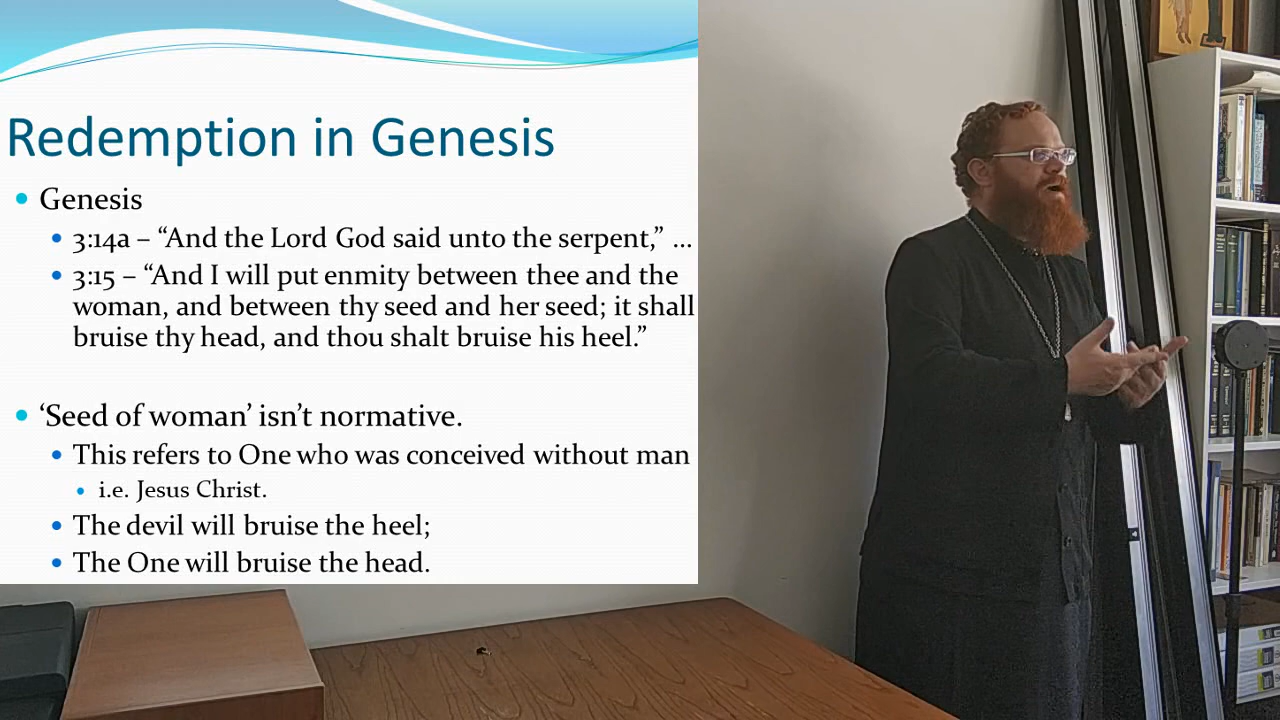 Redemption in Genesis
Genesis
3:14a – “And the Lord God said unto the serpent,” ...
3:15 – “And I will put enmity between thee and the
woman, and between thy seed and her seed; it shall
bruise thy head, and thou shalt bruise his heel.”
‘Seed of woman’ isn’t normative.
This refers to One who was conceived without man
i.e. Jesus Christ.
The devil will bruise the heel;
The One will bruise the head.